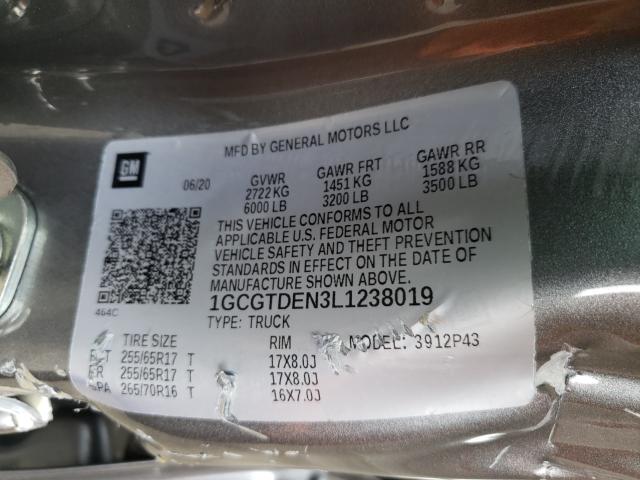 MFD BY GENERAL MOTORS LLC
GM
06/20 GVWR GAWR FRT GAWR RR
2722 KG 1451 KG 1588 KG
6000 LB 3200 LB 3500 LB
THIS VEHICLE CONFORMS TO ALL
APPLICABLE U.S. FEDERAL MOTOR
VEHICLE SAFETY AND THEFT PREVENTION
STANDARDS IN EFFECT ON THE DATE OF
MANUFACTURE SHOWN ABOVE.
464C
1GCGTDEN3L1238019
TYPE: TRUCK MODEL: 3912P43
TIRE SIZE RIM
255/65R17 T 17X8.0J
255/65R17 T 17X8.0J
265/70R16 T 16X7.0J